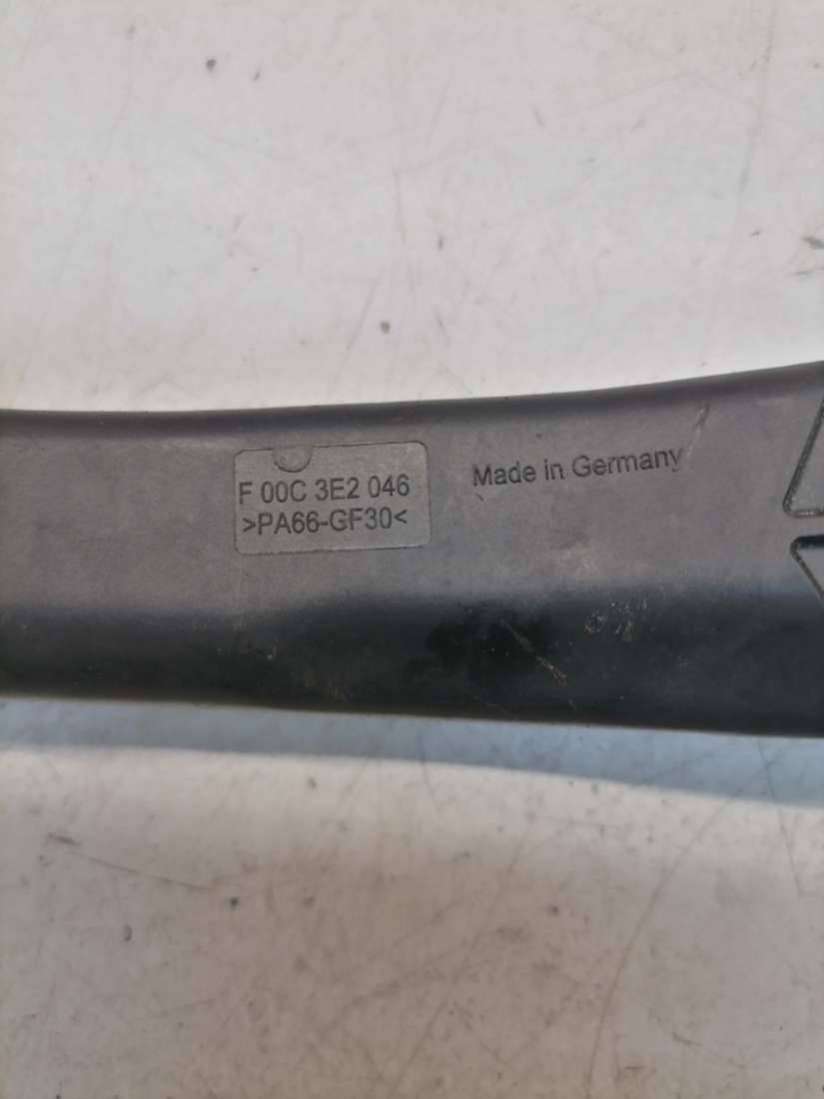 F 00C 3E2 046
>PA66-GF30<
Made in Germany